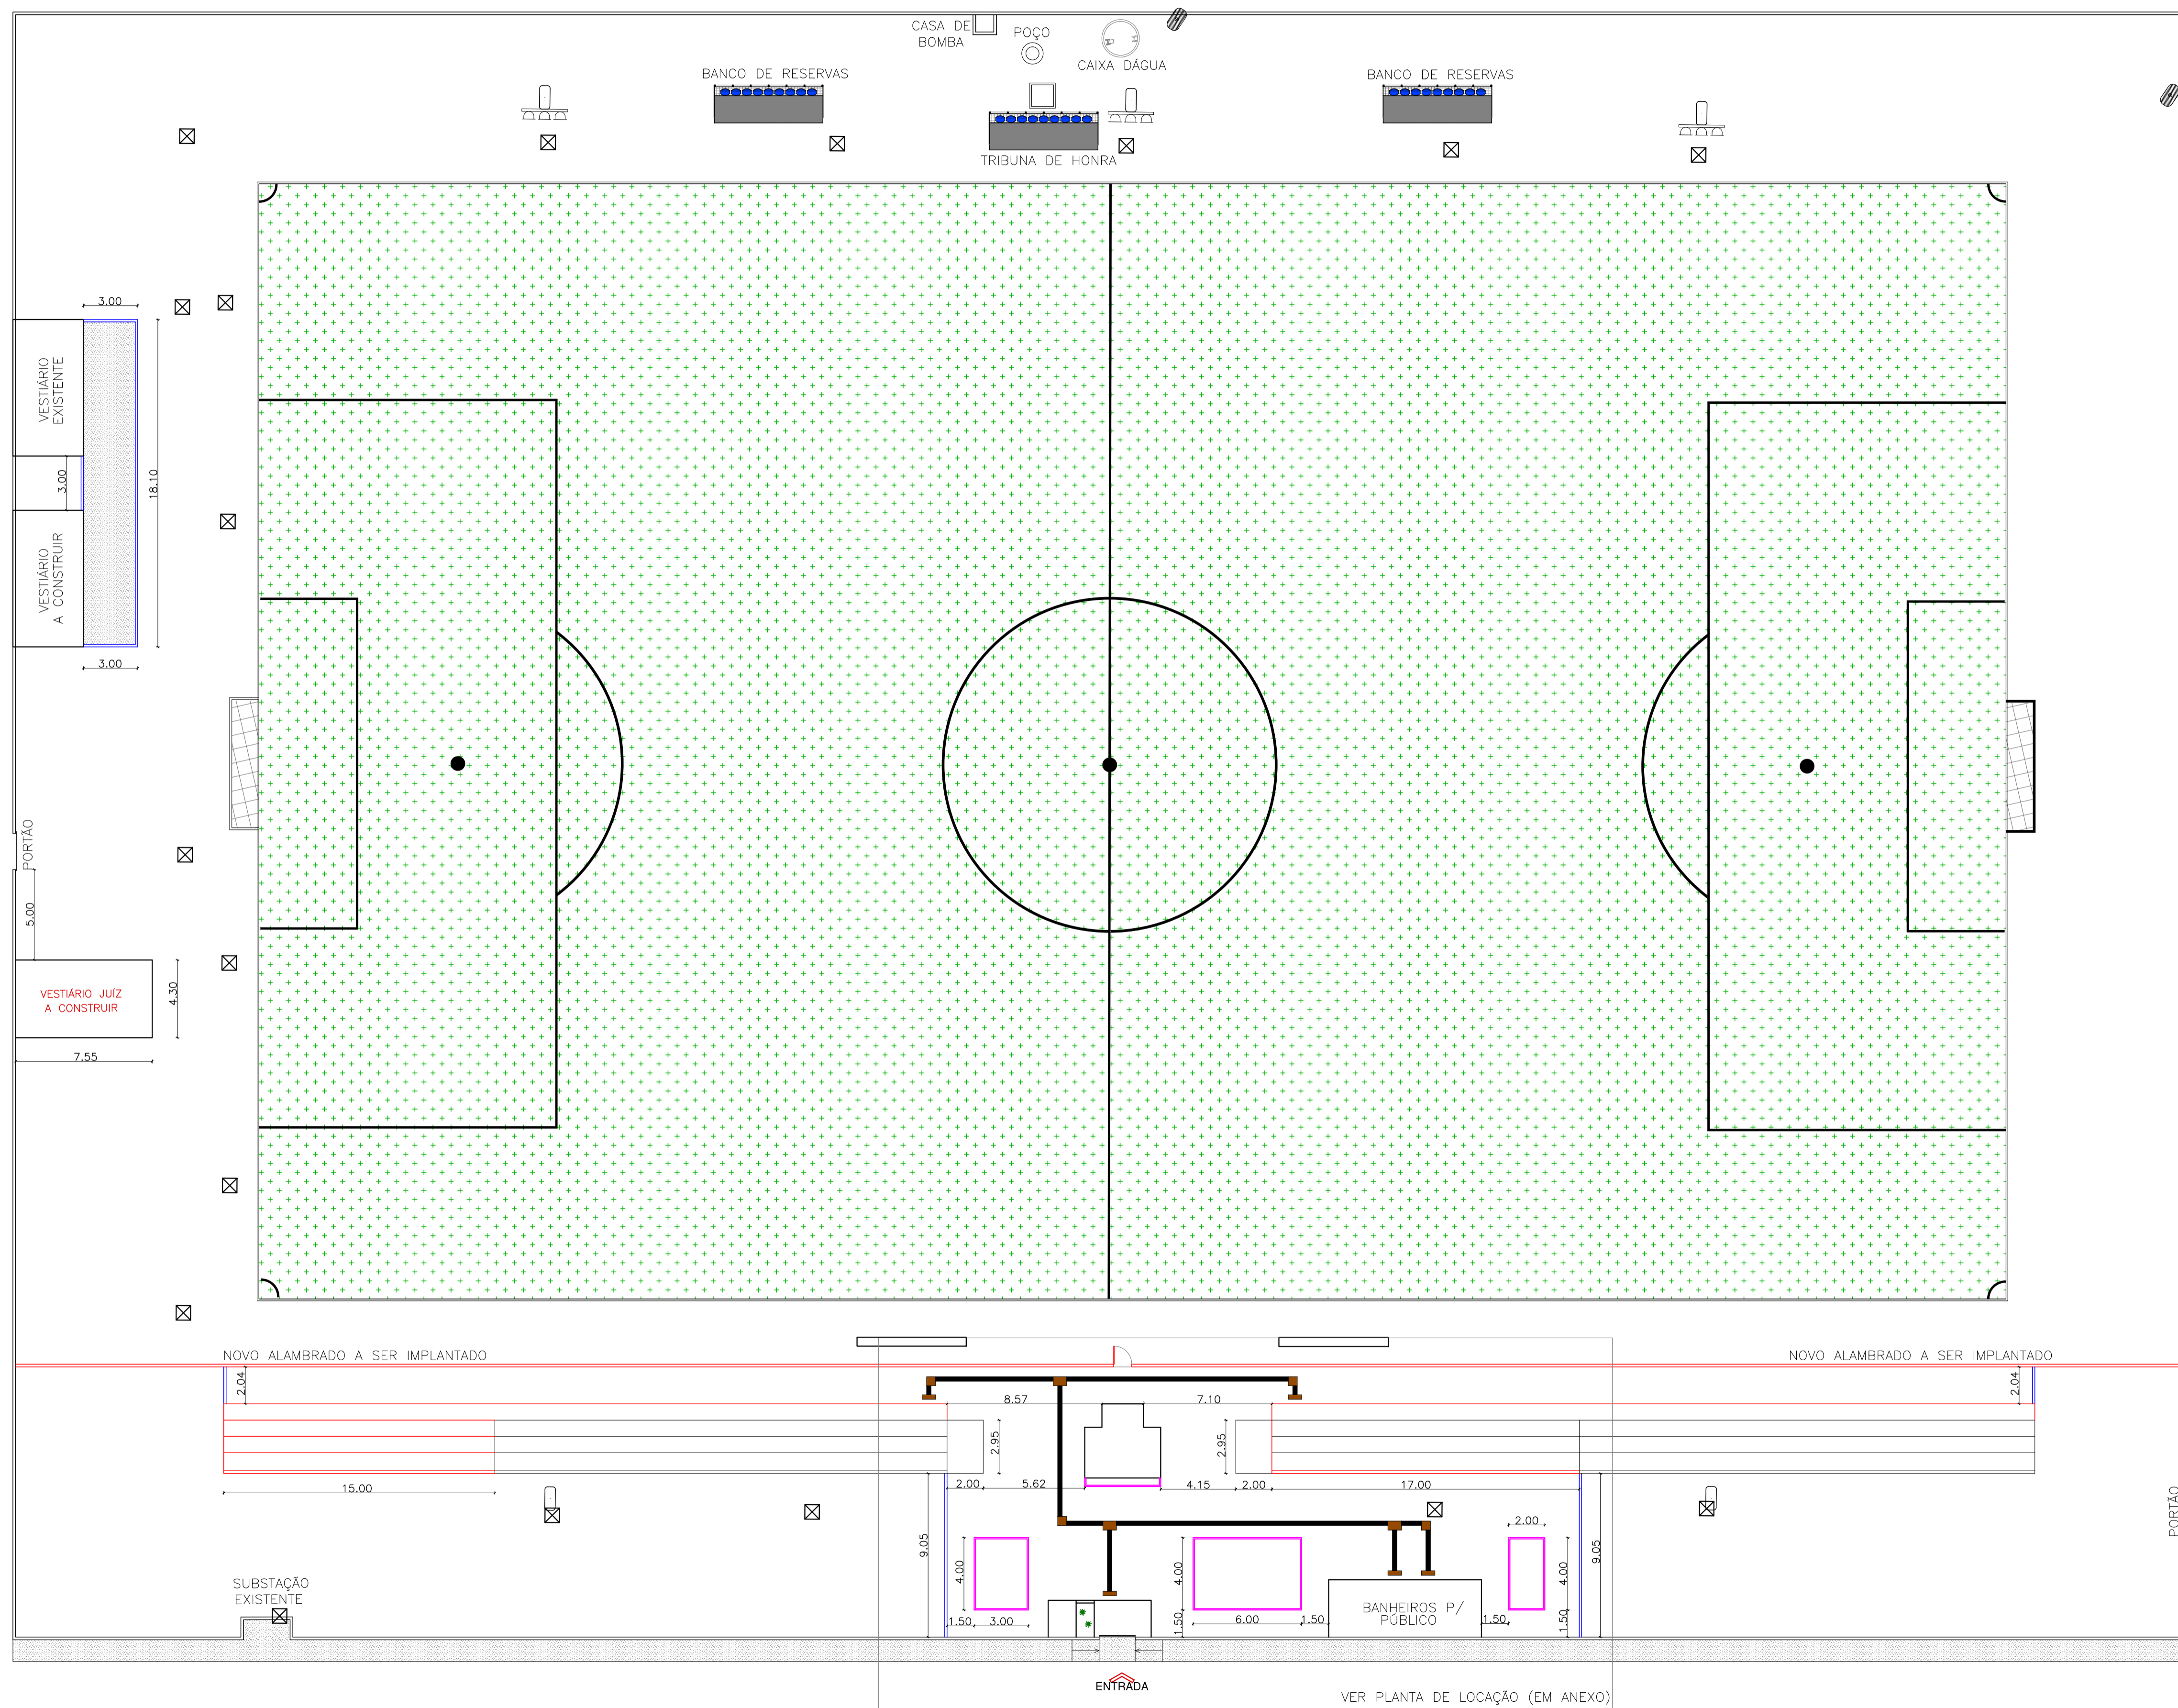 CASA DE
BOMBA
POÇO
CAIXA DÁGUA
BANCO DE RESERVAS
BANCO DE RESERVAS
TRIBUNA DE HONRA
3.00
VESTIÁRIO
EXISTENTE
3.00
18.10
VESTIÁRIO
A CONSTRUIR
3.00
PORTÃO
5.00
VESTIÁRIO JUÍZ
A CONSTRUIR
4.30
7.55
NOVO ALAMBRADO A SER IMPLANTADO
NOVO ALAMBRADO A SER IMPLANTADO
2.04
2.04
8.57
7.10
2.95
2.95
15.00
2.00
5.62
4.15
2.00
17.00
PORTÃO
9.05
4.00
4.00
2.00
4.00
9.05
SUBSTAÇÃO
EXISTENTE
1.50
3.00
1.50
6.00
1.50
BANHEIROS P/
PÚBLICO
1.50
1.50
ENTRADA
VER PLANTA DE LOCAÇÃO (EM ANEXO)